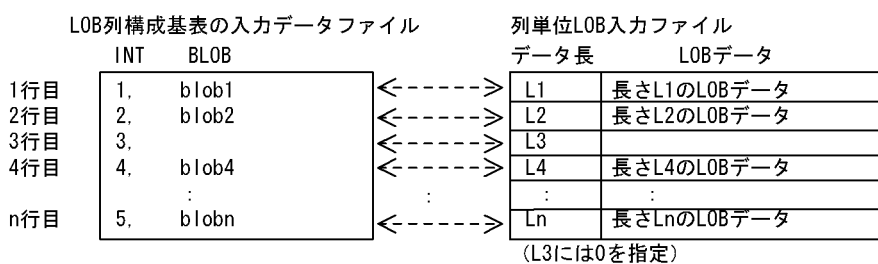 LOB列構成基表の入力データファイル 列単位LOB入力ファイル
INT BLOB データ長 LOBデータ
1行目 1, blob1 L1 長さL1のLOBデータ
2行目 2, blob2 L2 長さL2のLOBデータ
3行目 3, L3
4行目 4, blob4 L4 長さL4のLOBデータ
: : : :
n行目 5, blobn Ln 長さLnのLOBデータ
(L3には0を指定)